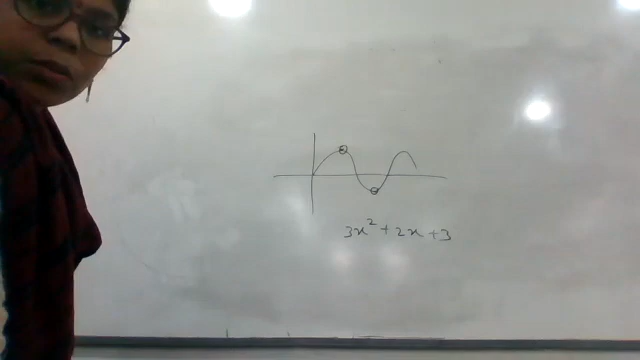 3x² + 2x + 3